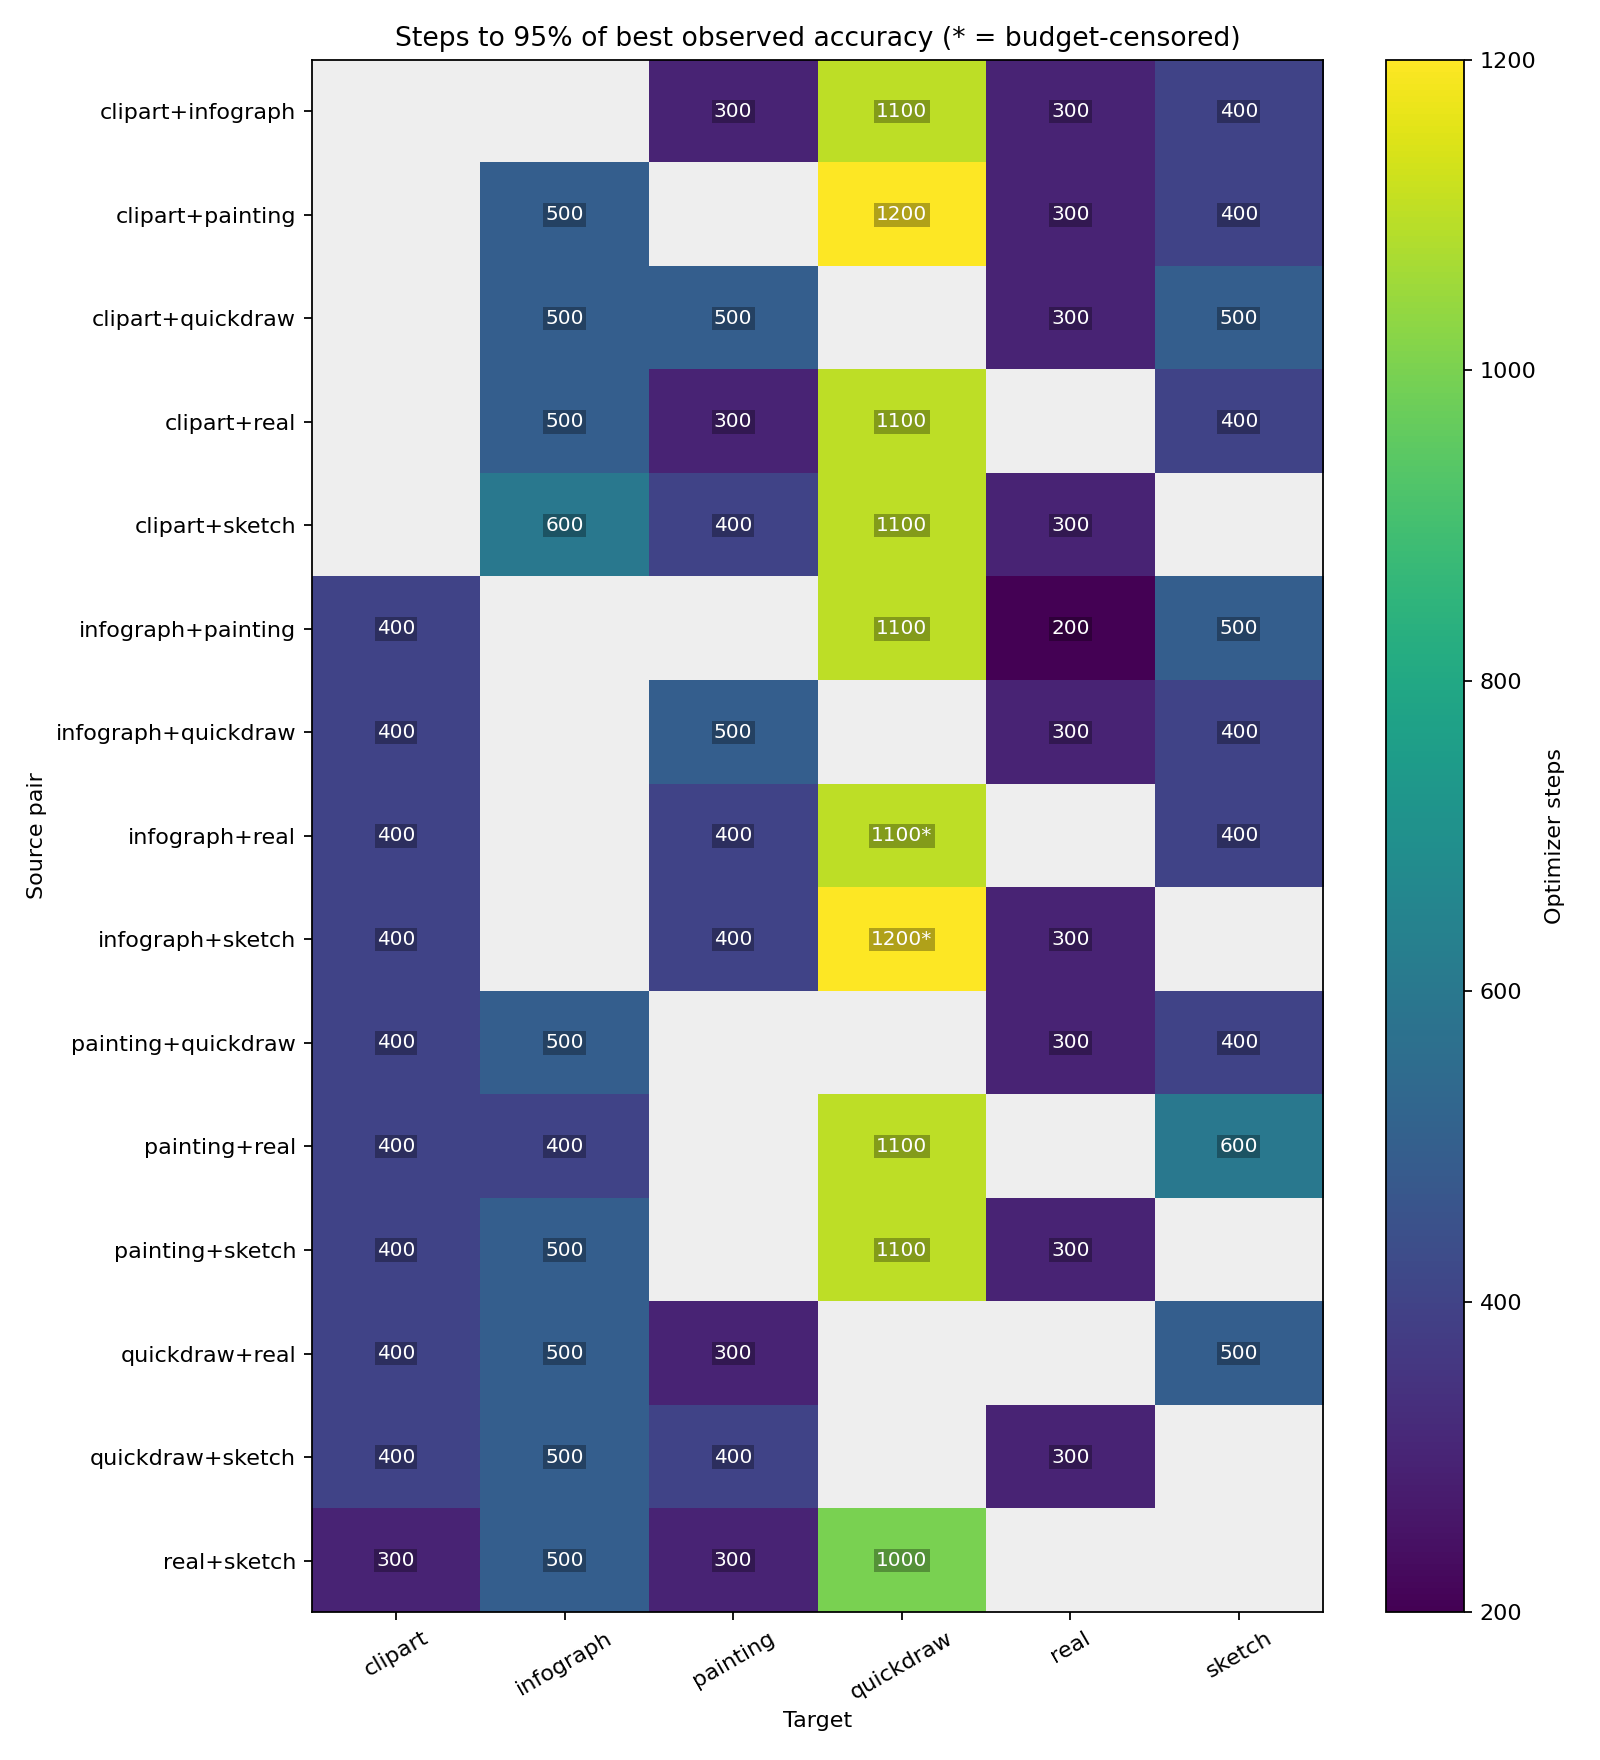 Steps to 95% of best observed accuracy (* = budget-censored)
clipart+infograph 300 1100 300 400
clipart+painting 500 1200 300 400
clipart+quickdraw 500 500 300 500
clipart+real 500 300 1100 400
clipart+sketch 600 400 1100 300
infograph+painting 400 1100 200 500
infograph+quickdraw 400 500 300 400
infograph+real 400 400 1100* 400
infograph+sketch 400 400 1200* 300
painting+quickdraw 400 500 300 400
painting+real 400 400 1100 600
painting+sketch 400 500 1100 300
quickdraw+real 400 500 300 500
quickdraw+sketch 400 500 400 300
real+sketch 300 500 300 1000
Source pair
clipart infograph painting quickdraw real sketch
Target
1200
1000
800
600
400
200
Optimizer steps